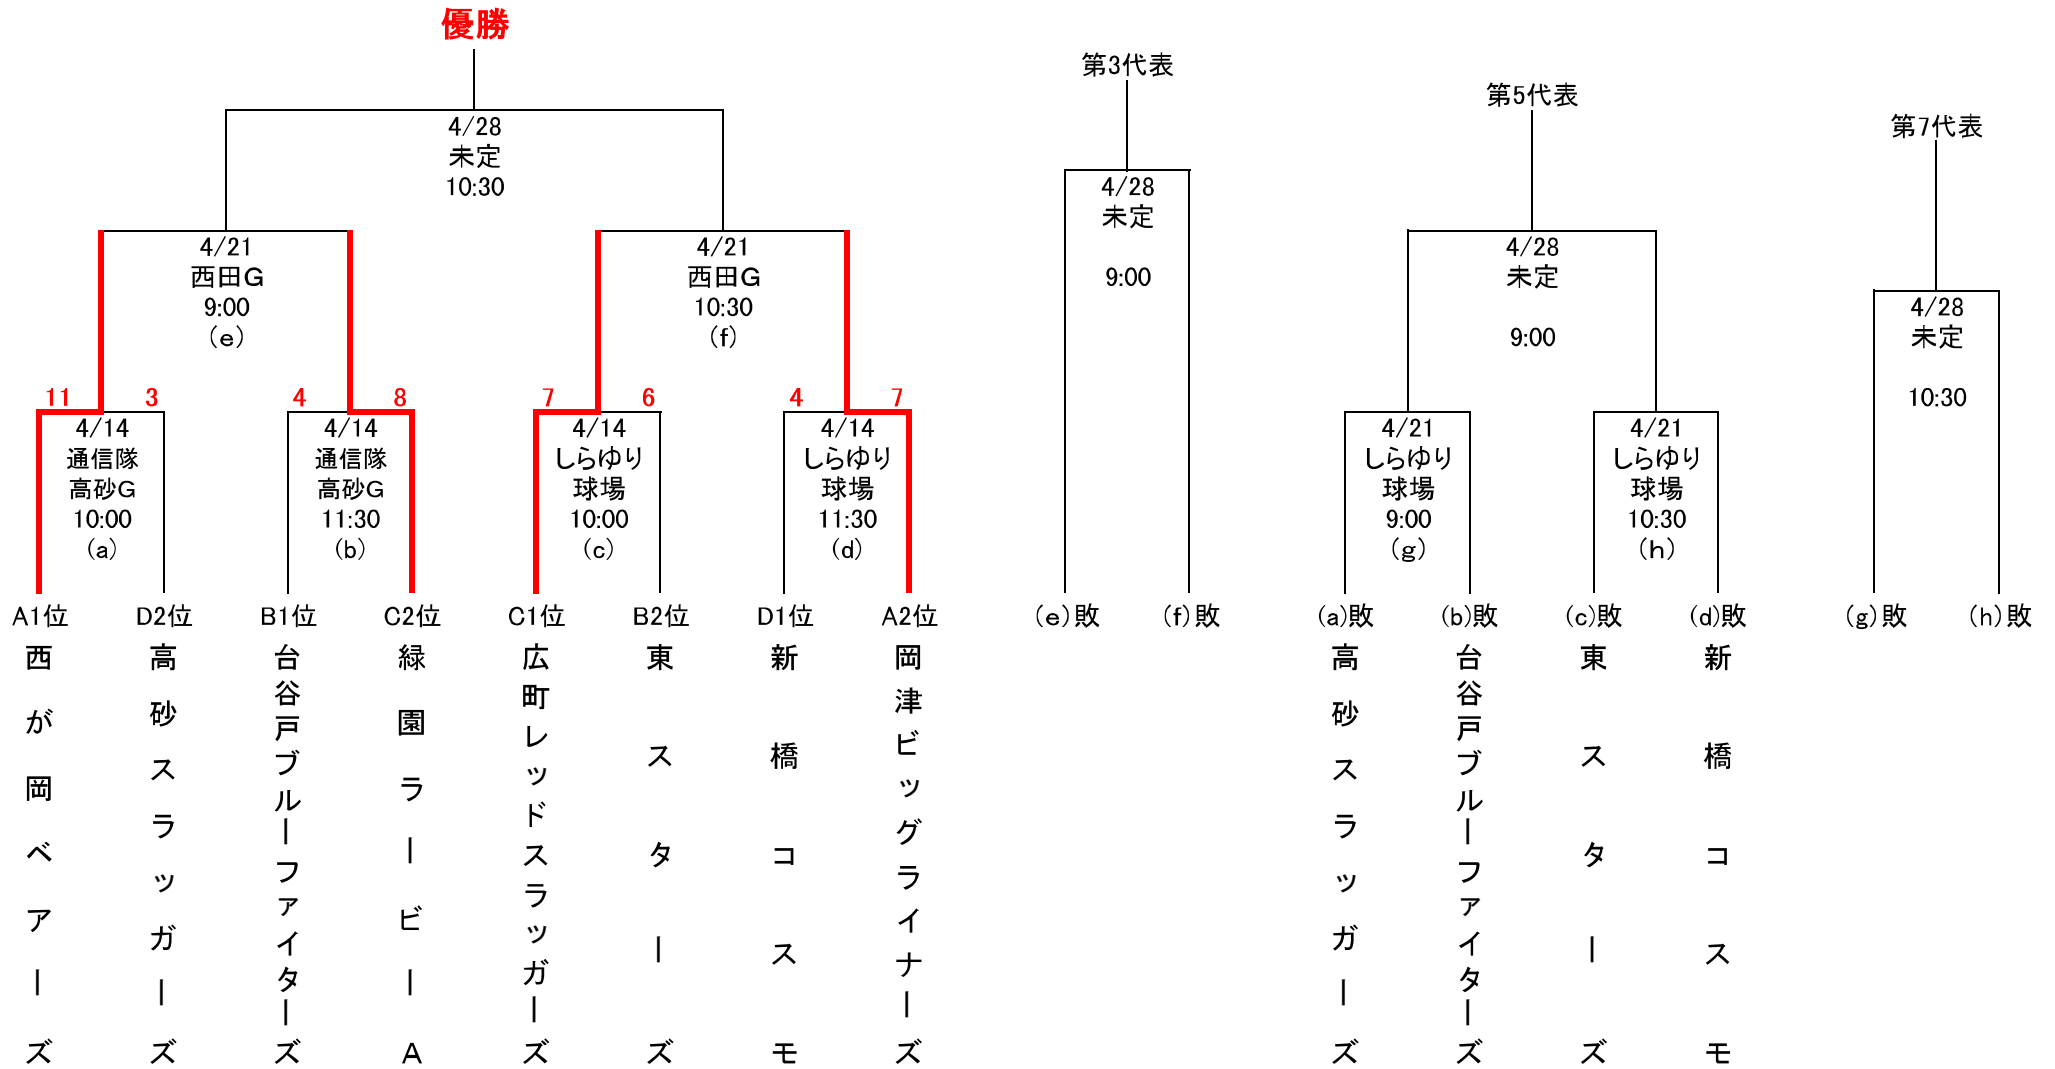 優勝
第3代表
第5代表
第7代表
4/28
未定
10:30
4/28
未定
9:00
4/28
未定
9:00
4/28
未定
10:30
4/21
西田G
9:00
(e)
4/21
西田G
10:30
(f)
11 3 4 8 7 6 4 7
4/14
通信隊
高砂G
10:00
(a)
4/14
通信隊
高砂G
11:30
(b)
4/14
しらゆり
球場
10:00
(c)
4/14
しらゆり
球場
11:30
(d)
4/21
しらゆり
球場
9:00
(g)
4/21
しらゆり
球場
10:30
(h)
A1位
西が岡ベアーズ
D2位
高砂スラッガーズ
B1位
台谷戸ブルーファイターズ
C2位
緑園ラービーA
C1位
広町レッドスラッガーズ
B2位
東スターズ
D1位
新橋コスモ
A2位
岡津ビッグライナーズ
(e)敗
(f)敗
(a)敗
高砂スラッガーズ
(b)敗
台谷戸ブルーファイターズ
(c)敗
東スターズ
(d)敗
新橋コスモ
(g)敗
(h)敗